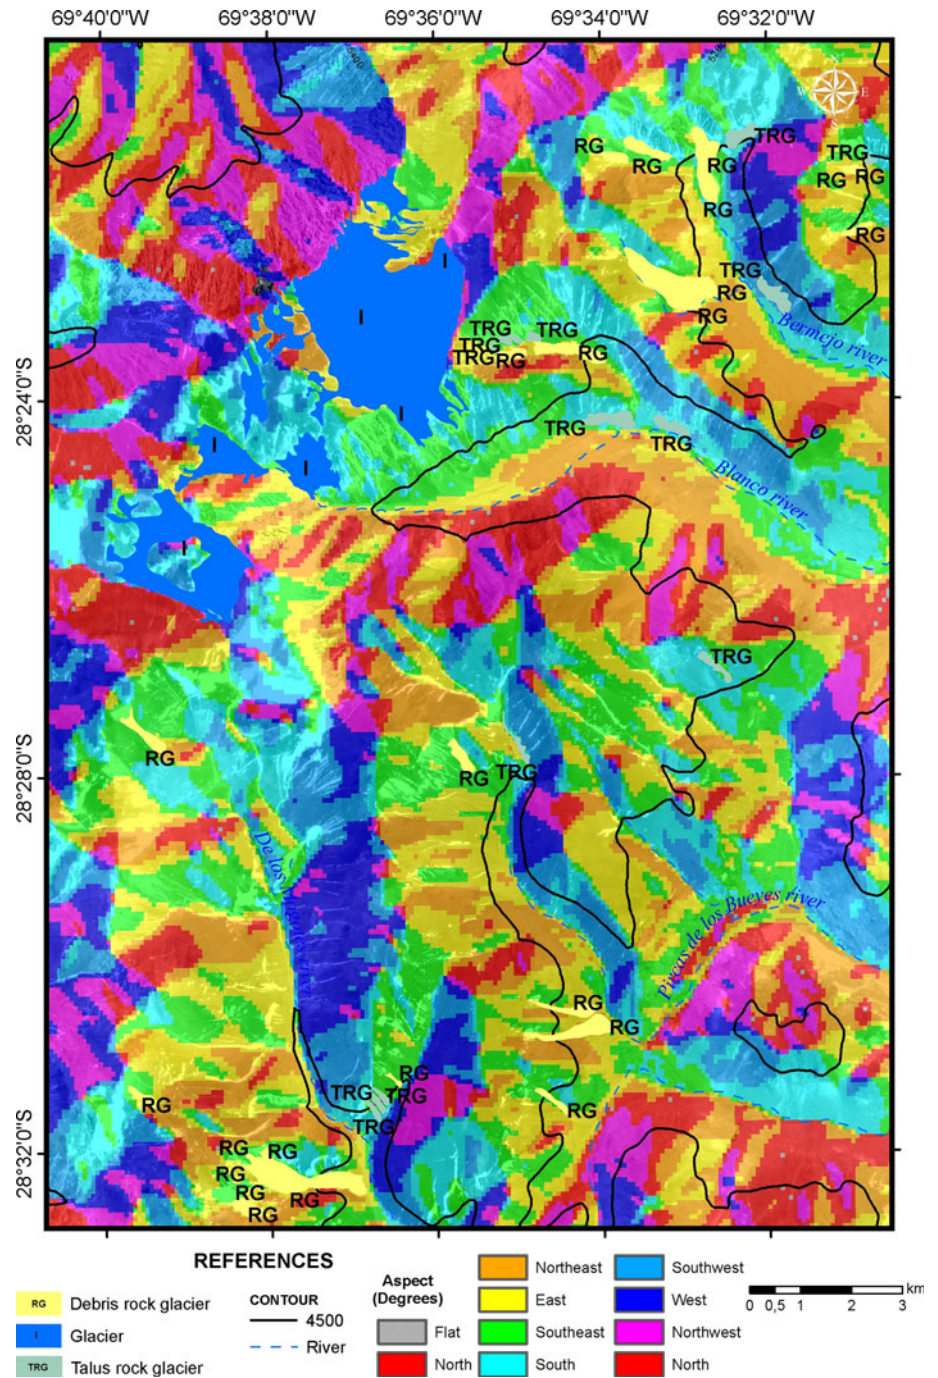 69°40'0"W 69°38'0"W 69°36'0"W 69°34'0"W 69°32'0"W
5200
W E
TRG
RG
TRG
RG
RG
RG
RG
RG
RG
RG
TRG
RG
I
I
RG
Bermejo river
TRG
TRG
TRG
RG
TRG
RG
28°24'0"S
I
TRG
TRG
I
I
Blanco river
I
TRG
RG
28°28'0"S
RG
TRG
De los
Pircas de los Bueyes river
RG
RG
TRG
TRG
RG
RG
TRG
28°32'0"S
RG
RG
RG
RG
RG
RG
REFERENCES
RG Debris rock glacier
I Glacier
TRG Talus rock glacier
CONTOUR
4500
River
Aspect
(Degrees)
Flat
North
Northeast
East
Southeast
South
Southwest
West
Northwest
North
km
0 0,5 1 2 3